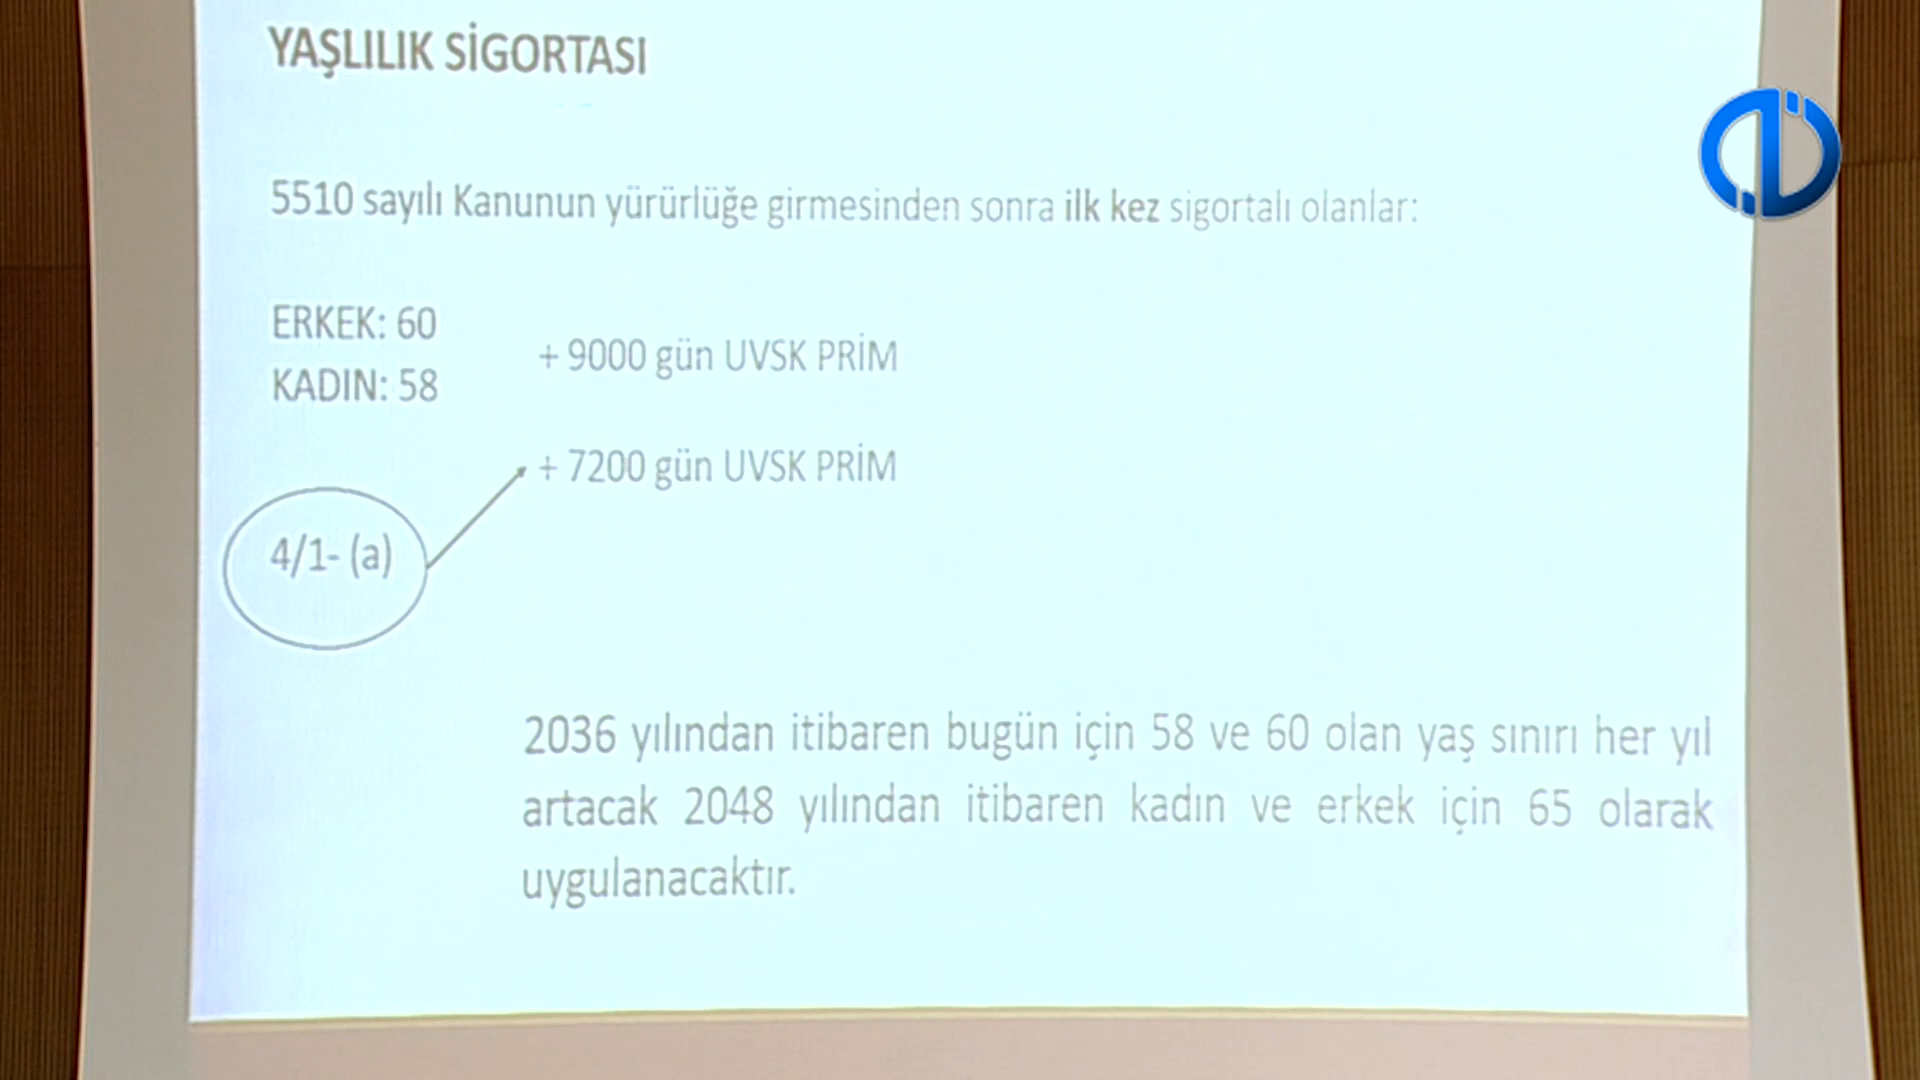 YAŞLILIK SİGORTASI
5510 sayılı Kanunun yürürlüğe girmesinden sonra ilk kez sigortalı olanlar:
ERKEK: 60
KADIN: 58
+ 9000 gün UVSK PRİM
+ 7200 gün UVSK PRİM
4/1- (a)
2036 yılından itibaren bugün için 58 ve 60 olan yaş sınırı her yıl
artacak 2048 yılından itibaren kadın ve erkek için 65 olarak
uygulanacaktır.